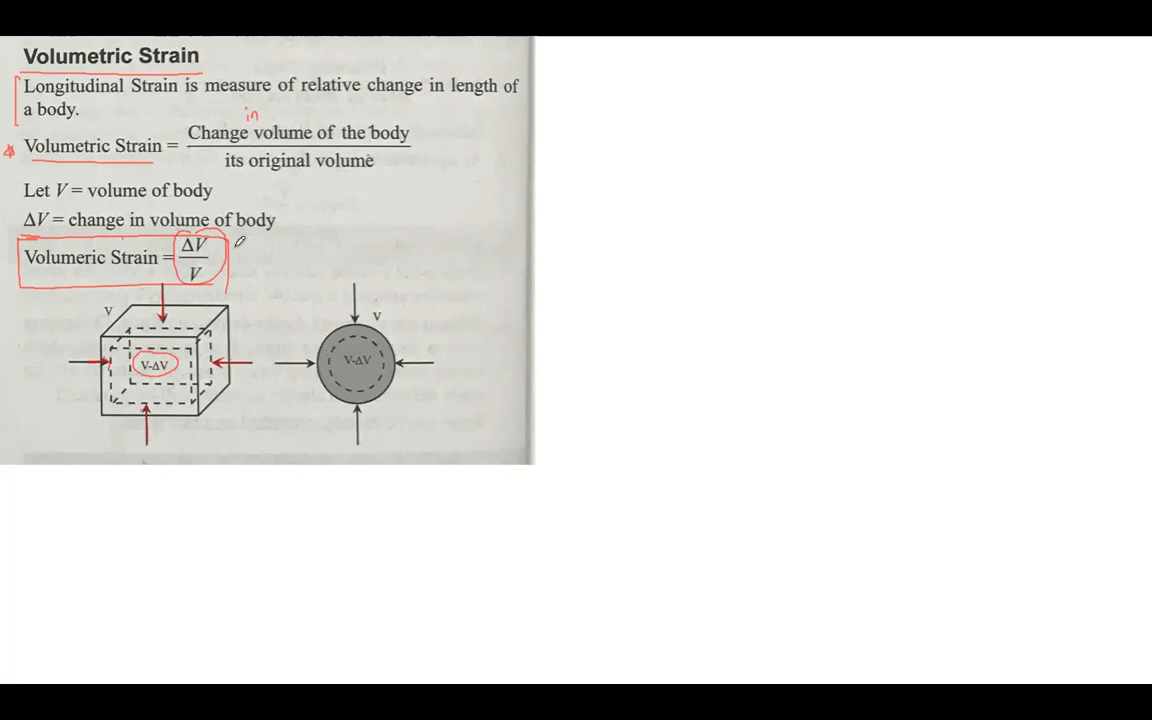 Volumetric Strain
Longitudinal Strain is measure of relative change in length of
a body.
in
Volumetric Strain = Change volume of the body
its original volume
Let V = volume of body
ΔV = change in volume of body
Volumeric Strain = ΔV
V
V
V-ΔV
V
V-ΔV